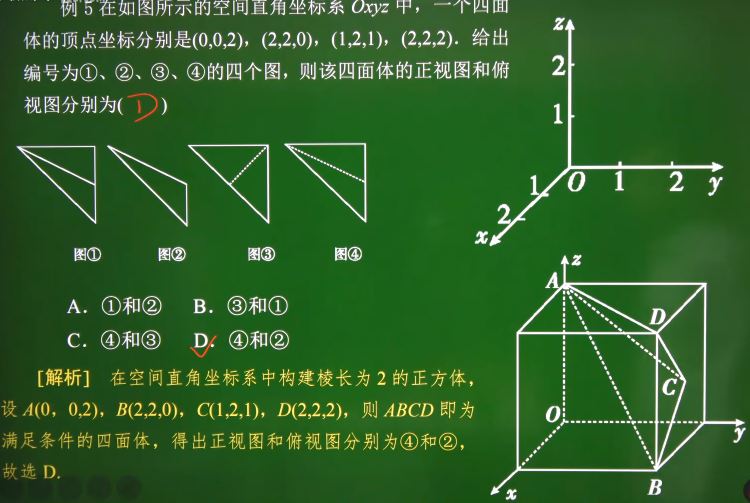 例 5 在如图所示的空间直角坐标系 Oxyz 中，一个四面
体的顶点坐标分别是(0,0,2)，(2,2,0)，(1,2,1)，(2,2,2)．给出
编号为①、②、③、④的四个图，则该四面体的正视图和俯
视图分别为( D )
图① 图② 图③ 图④
A．①和② B．③和①
C．④和③ D．④和②
[解析] 在空间直角坐标系中构建棱长为 2 的正方体，
设 A(0，0,2)，B(2,2,0)，C(1,2,1)，D(2,2,2)，则 ABCD 即为
满足条件的四面体，得出正视图和俯视图分别为④和②，
故选 D.
z
2
1
1 O 1 2 y
2
x
z
A
D
C
O
y
x
B